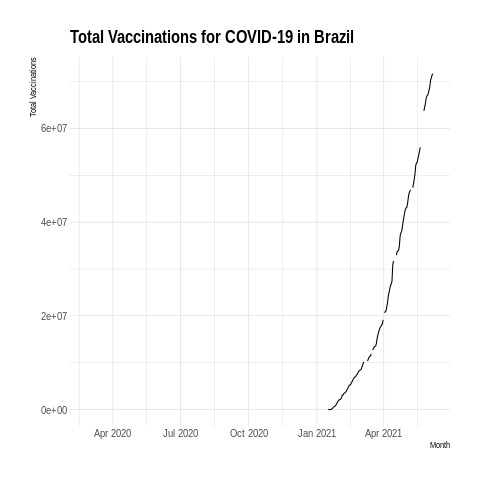 Total Vaccinations for COVID-19 in Brazil
Total Vaccinations
6e+07
4e+07
2e+07
0e+00
Apr 2020 Jul 2020 Oct 2020 Jan 2021 Apr 2021
Month